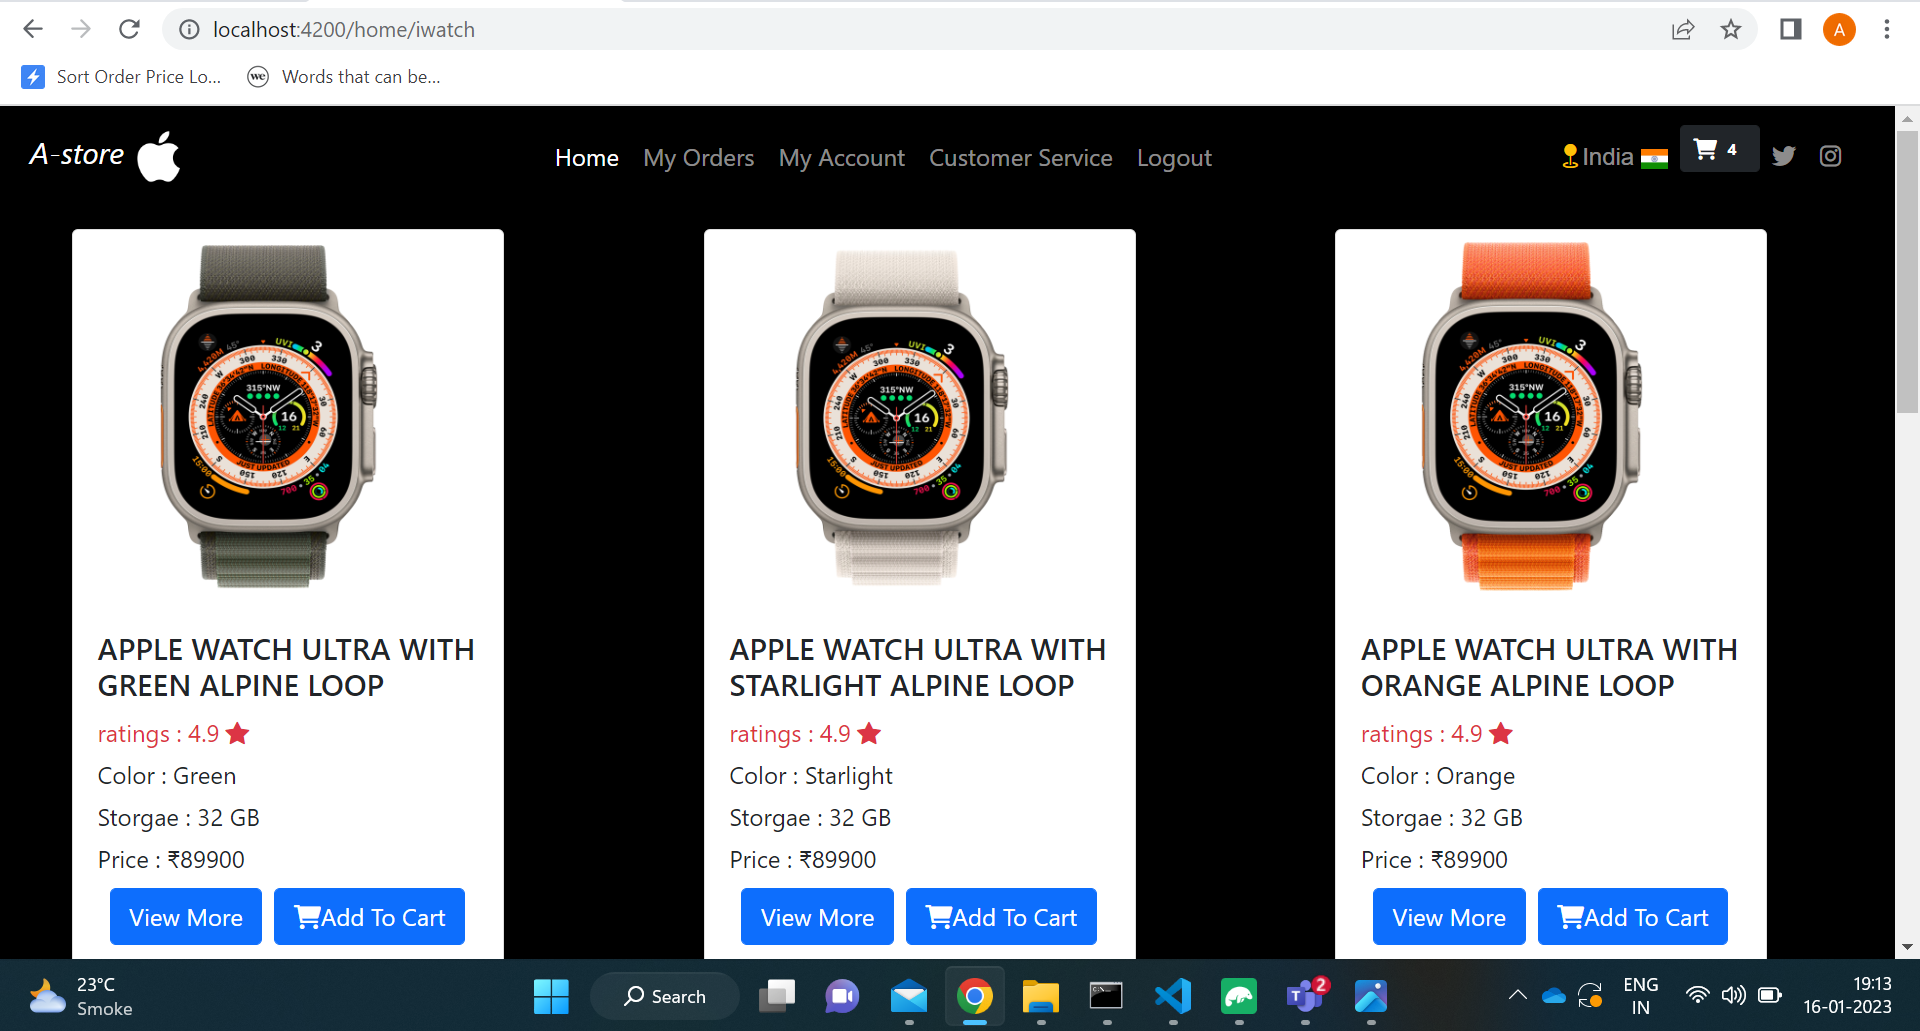 localhost:4200/home/iwatch
A
Sort Order Price Lo...
we
Words that can be...
A-store
Home
My Orders
My Account
Customer Service
Logout
India
4
APPLE WATCH ULTRA WITH
GREEN ALPINE LOOP
ratings : 4.9
Color : Green
Storgae : 32 GB
Price : ₹89900
View More
Add To Cart
APPLE WATCH ULTRA WITH
STARLIGHT ALPINE LOOP
ratings : 4.9
Color : Starlight
Storgae : 32 GB
Price : ₹89900
View More
Add To Cart
APPLE WATCH ULTRA WITH
ORANGE ALPINE LOOP
ratings : 4.9
Color : Orange
Storgae : 32 GB
Price : ₹89900
View More
Add To Cart
23°C
Smoke
Search
2
ENG
IN
19:13
16-01-2023